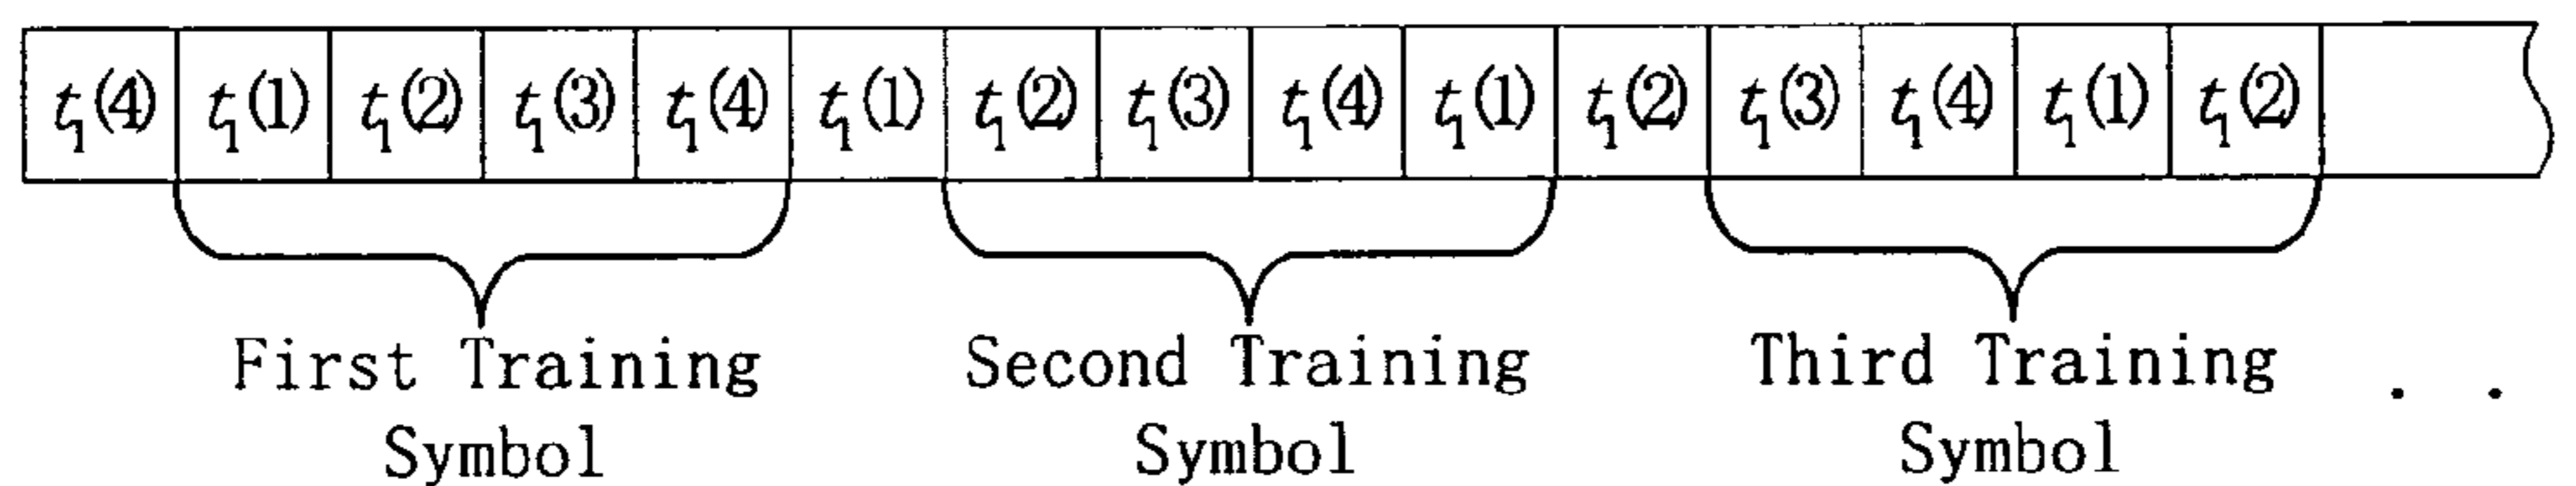 t₁(4) t₁(1) t₁(2) t₁(3) t₁(4) t₁(1) t₁(2) t₁(3) t₁(4) t₁(1) t₁(2) t₁(3) t₁(4) t₁(1) t₁(2)
First Training Second Training Third Training . .
Symbol Symbol Symbol